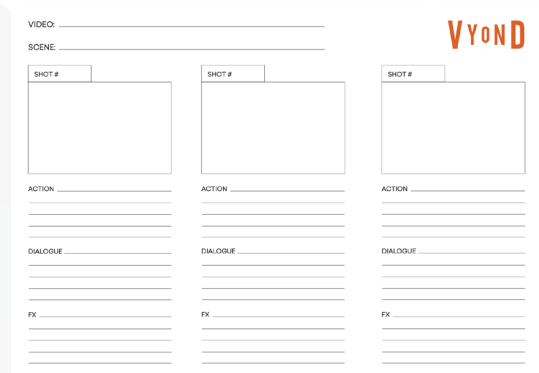 VIDEO:
VYOND
SCENE:
SHOT # SHOT # SHOT #
ACTION ACTION ACTION
DIALOGUE DIALOGUE DIALOGUE
FX FX FX